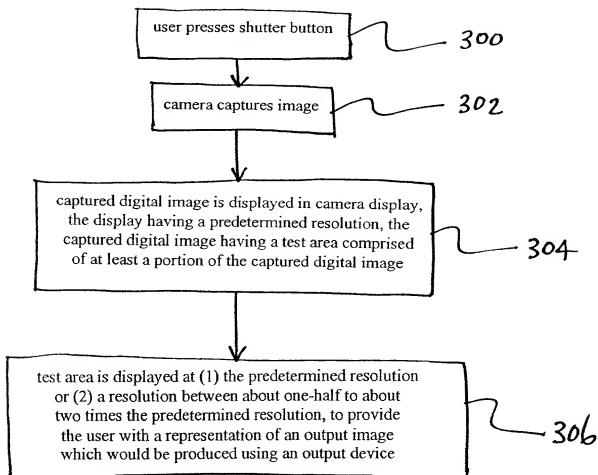 user presses shutter button
300
camera captures image
302
captured digital image is displayed in camera display,
the display having a predetermined resolution, the
captured digital image having a test area comprised
of at least a portion of the captured digital image
304
test area is displayed at (1) the predetermined resolution
or (2) a resolution between about one-half to about
two times the predetermined resolution, to provide
the user with a representation of an output image
which would be produced using an output device
306